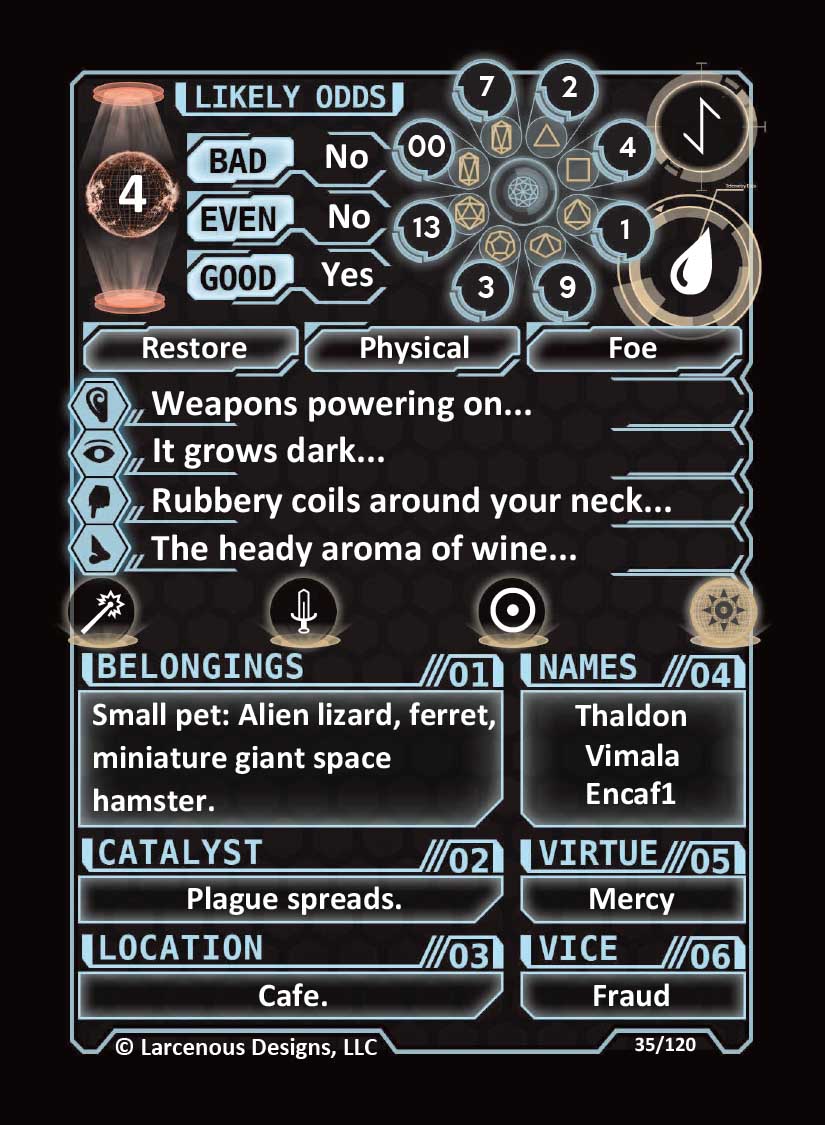 LIKELY ODDS
4
BAD No
EVEN No
GOOD Yes
7
2
00
4
13
1
3
9
Telemetry Data
Restore
Physical
Foe
Weapons powering on...
It grows dark...
Rubbery coils around your neck...
The heady aroma of wine...
BELONGINGS ///01
Small pet: Alien lizard, ferret,
miniature giant space
hamster.
NAMES ///04
Thaldon
Vimala
Encaf1
CATALYST ///02
Plague spreads.
VIRTUE ///05
Mercy
LOCATION ///03
Cafe.
VICE ///06
Fraud
© Larcenous Designs, LLC
35/120